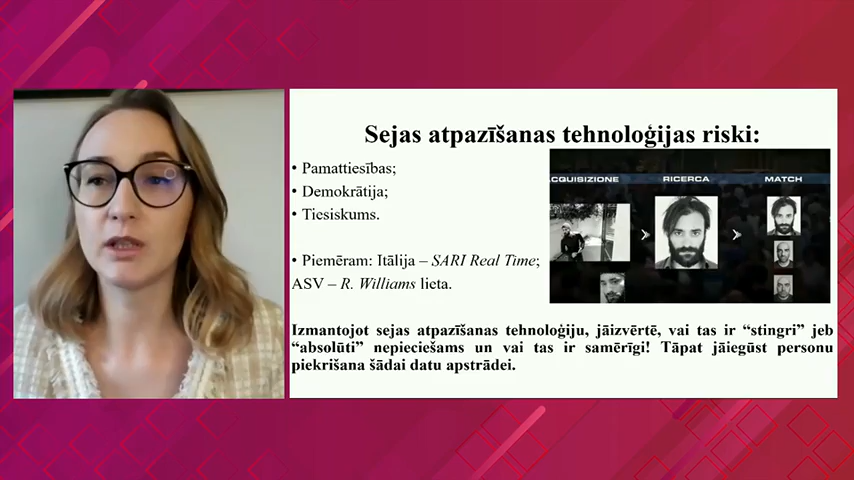 Sejas atpazīšanas tehnoloģijas riski:
• Pamattiesības;
• Demokrātija;
• Tiesiskums.
• Piemēram: Itālija – SARI Real Time;
ASV – R. Williams lieta.
ACQUISIZIONE
RICERCA
MATCH
Izmantojot sejas atpazīšanas tehnoloģiju, jāizvērtē, vai tas ir “stingri” jeb
“absolūti” nepieciešams un vai tas ir samērīgi! Tāpat jāiegūst personu
piekrišana šādai datu apstrādei.